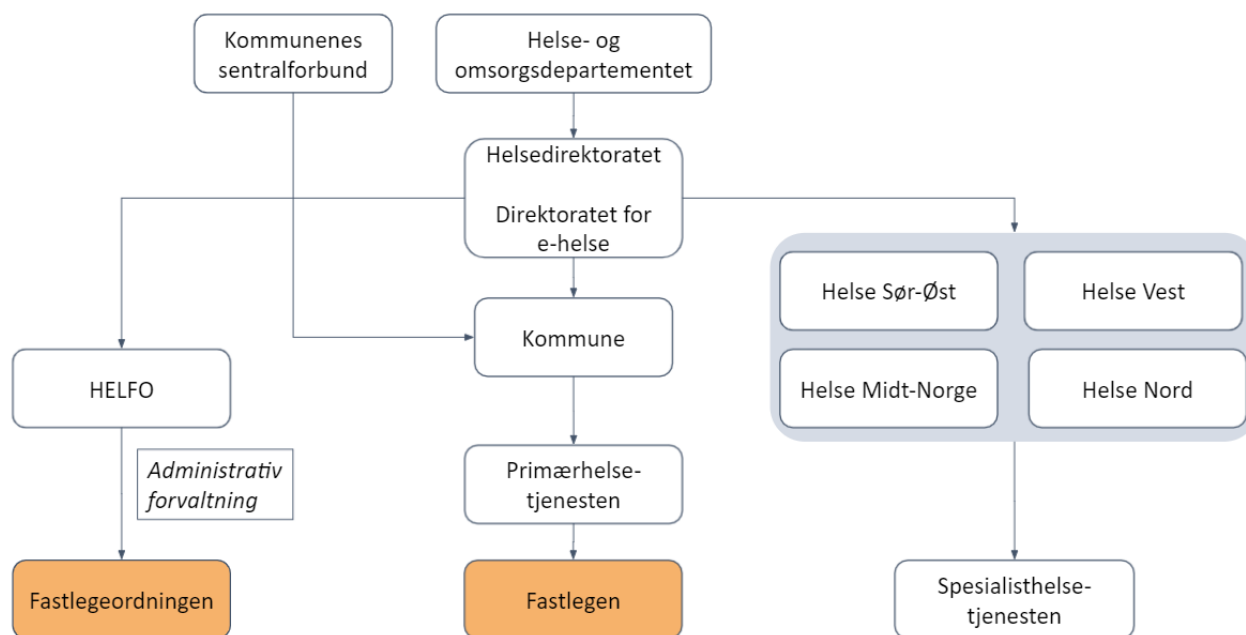 Kommunenes
sentralforbund
Helse- og
omsorgsdepartementet
Helsedirektoratet
Direktoratet for
e-helse
Helse Sør-Øst
Helse Vest
Kommune
HELFO
Helse Midt-Norge
Helse Nord
Administrativ
forvaltning
Primærhelse-
tjenesten
Fastlegeordningen
Fastlegen
Spesialisthelse-
tjenesten